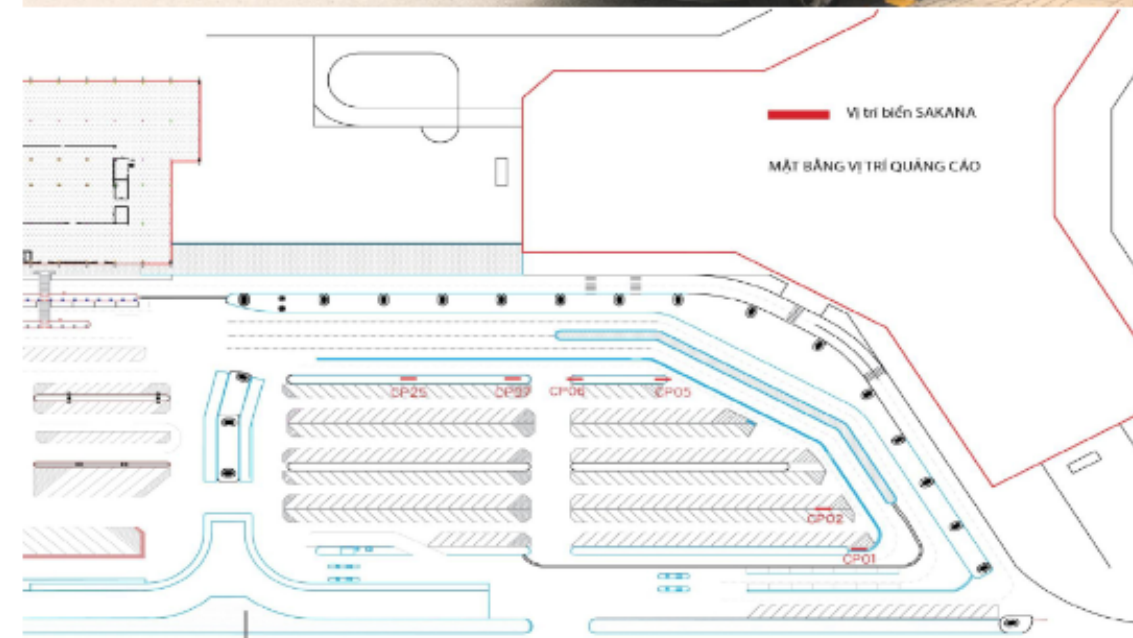 Vị trí biển SAKANA
MẶT BẰNG VỊ TRÍ QUẢNG CÁO
CP25
CP07
CP06
CP05
CP02
CP01